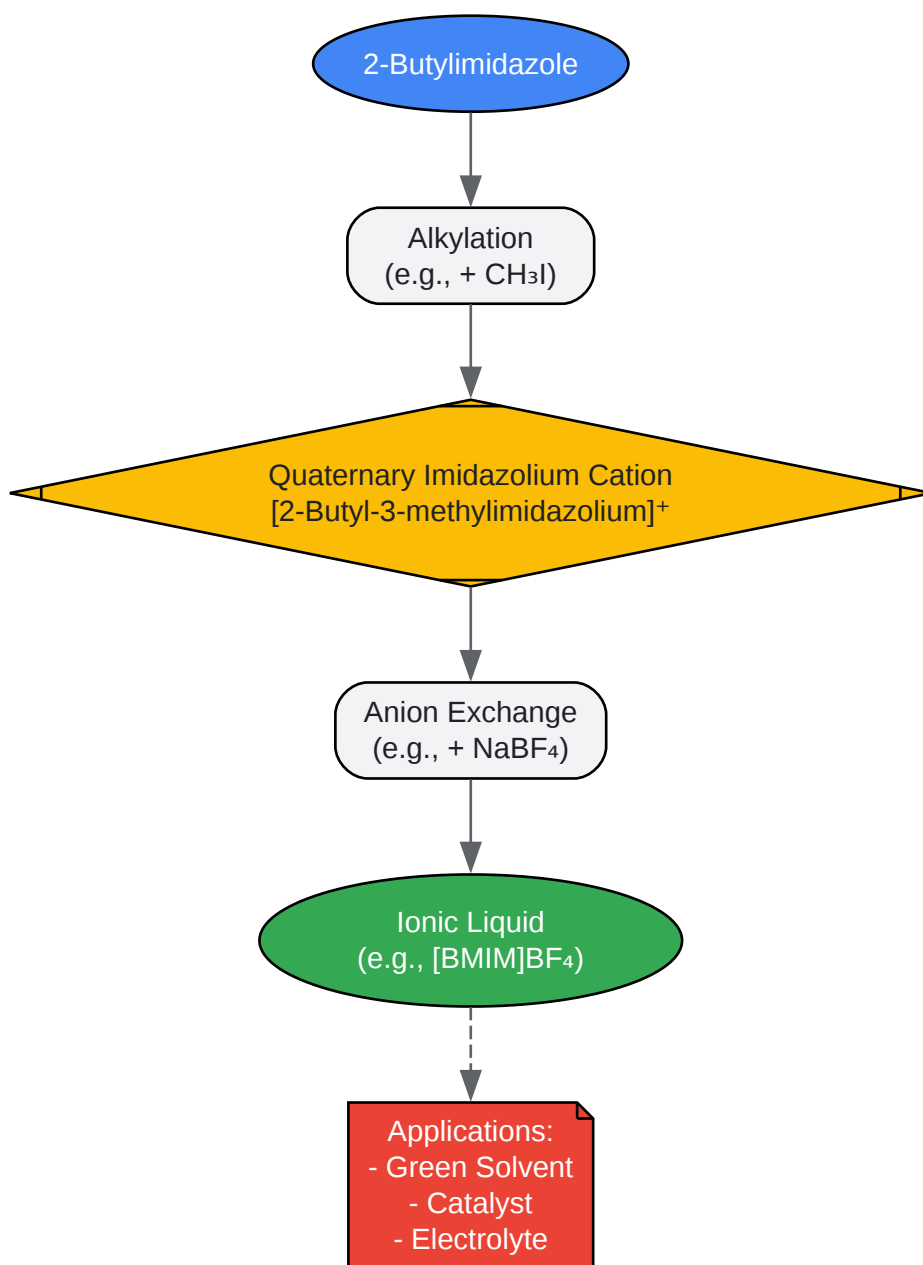 2-Butylimidazole
Alkylation
(e.g., + CH₃I)
Quaternary Imidazolium Cation
[2-Butyl-3-methylimidazolium]⁺
Anion Exchange
(e.g., + NaBF₄)
Ionic Liquid
(e.g., [BMIM]BF₄)
Applications:
- Green Solvent
- Catalyst
- Electrolyte